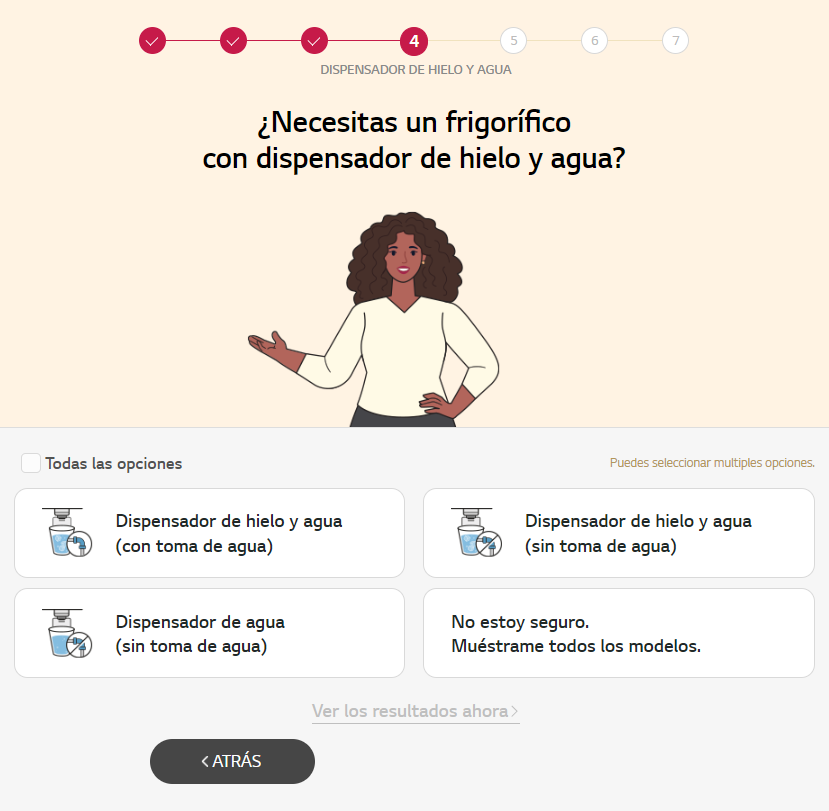 4
5
6
7
DISPENSADOR DE HIELO Y AGUA
¿Necesitas un frigorífico
con dispensador de hielo y agua?
Todas las opciones
Puedes seleccionar multiples opciones.
Dispensador de hielo y agua
(con toma de agua)
Dispensador de hielo y agua
(sin toma de agua)
Dispensador de agua
(sin toma de agua)
No estoy seguro.
Muéstrame todos los modelos.
Ver los resultados ahora
ATRÁS